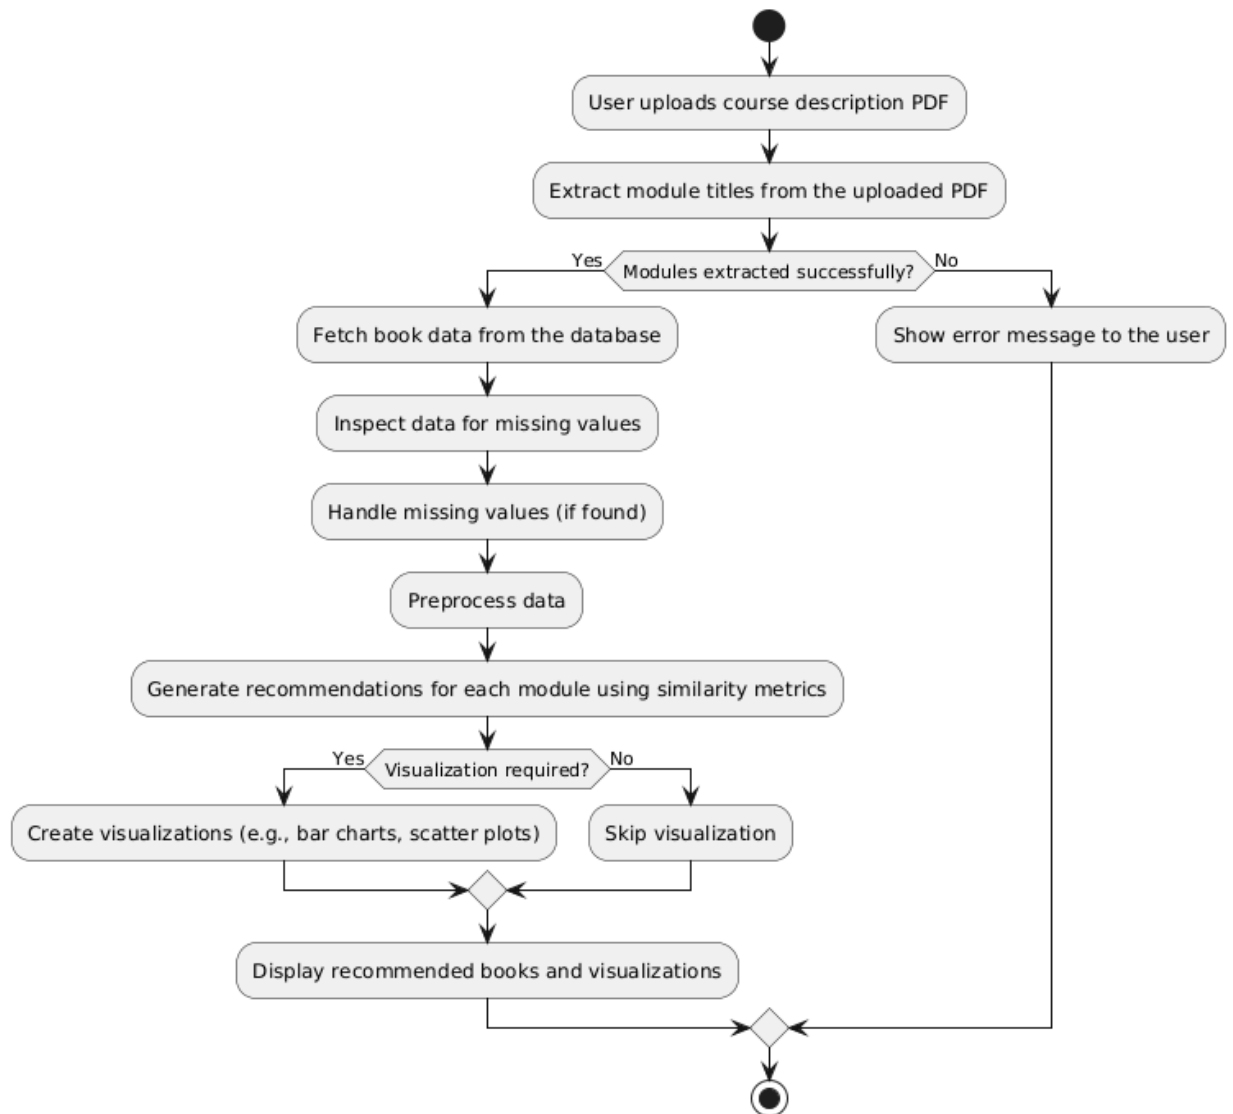 User uploads course description PDF
Extract module titles from the uploaded PDF
Yes
Modules extracted successfully?
No
Fetch book data from the database
Show error message to the user
Inspect data for missing values
Handle missing values (if found)
Preprocess data
Generate recommendations for each module using similarity metrics
Yes
Visualization required?
No
Create visualizations (e.g., bar charts, scatter plots)
Skip visualization
Display recommended books and visualizations